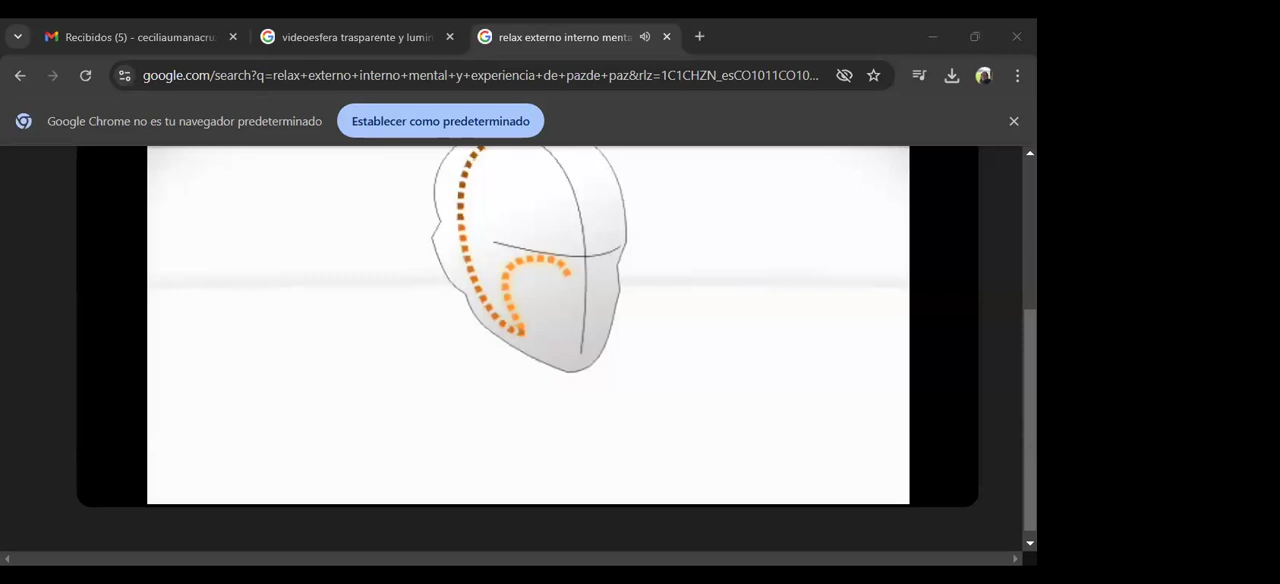 Recibidos (5) - ceciliaumanacru
videoesfera trasparente y lumin
relax externo interno menta
google.com/search?q=relax+externo+interno+mental+y+experiencia+de+pazde+paz&rlz=1C1CHZN_esCO1011CO10...
Google Chrome no es tu navegador predeterminado
Establecer como predeterminado